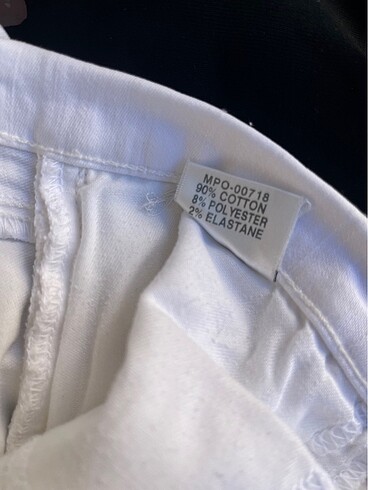 MPO-00718
90% COTTON
8% POLYESTER
2% ELASTANE